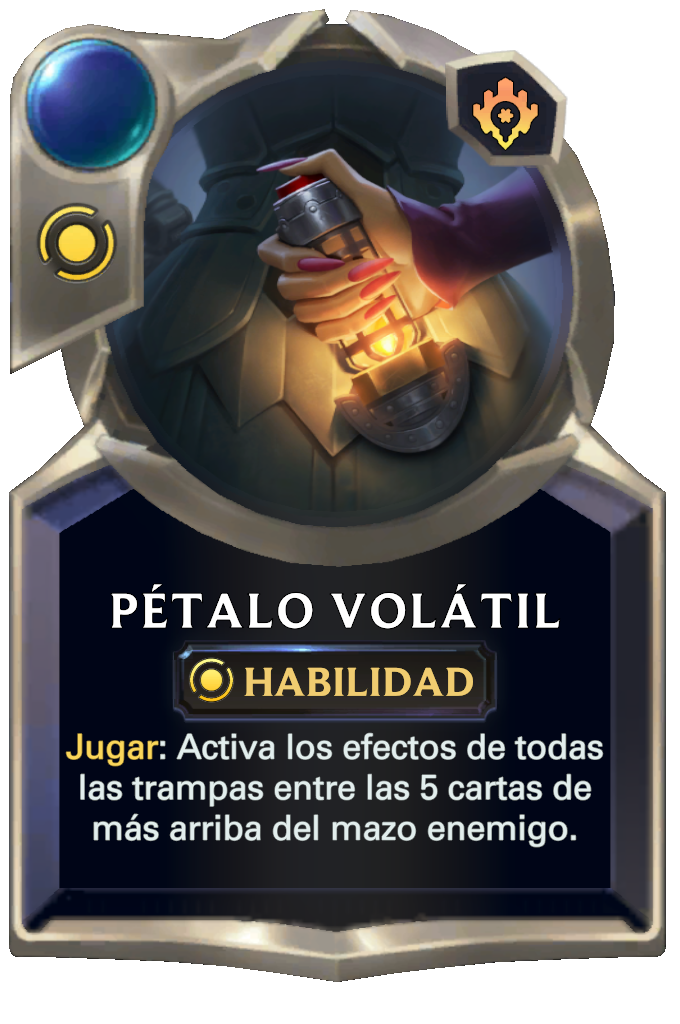 PÉTALO VOLÁTIL
HABILIDAD
Jugar: Activa los efectos de todas
las trampas entre las 5 cartas de
más arriba del mazo enemigo.